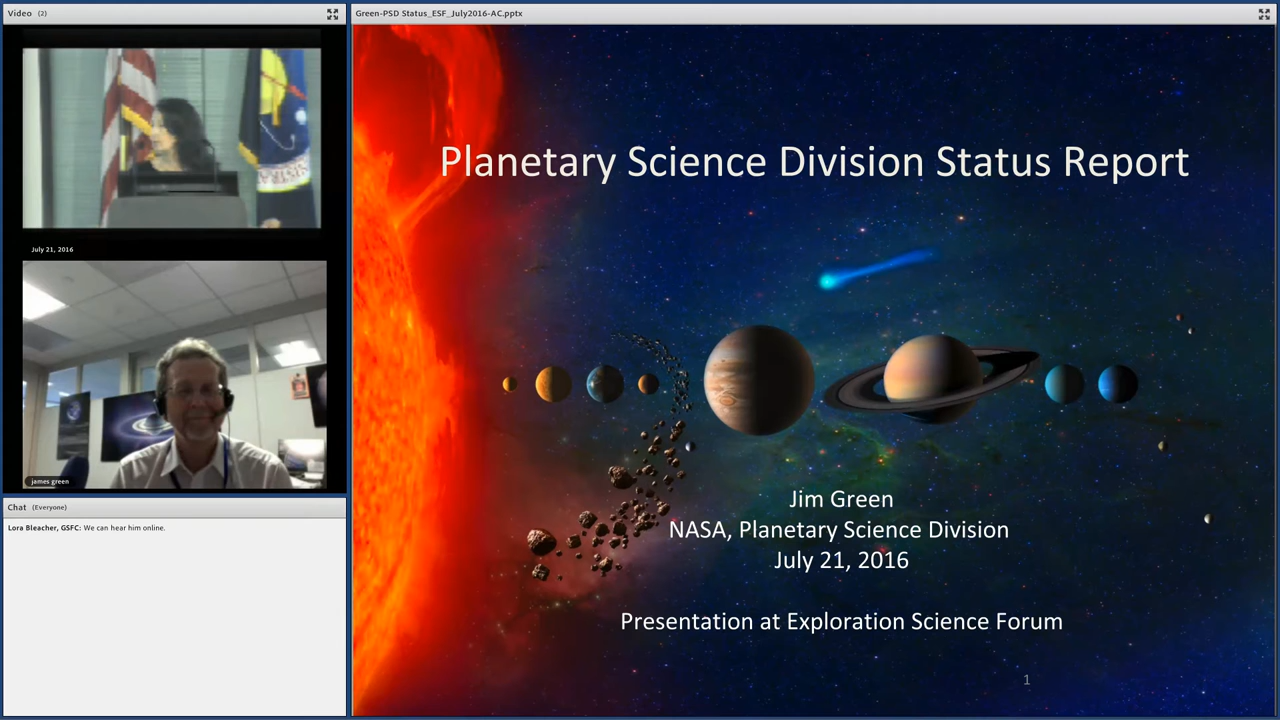 Video (2)
July 21, 2016
james green
Chat (Everyone)
Lora Bleacher, GSFC: We can hear him online.
Green-PSD Status_ESF_July2016-AC.pptx
Planetary Science Division Status Report
Jim Green
NASA, Planetary Science Division
July 21, 2016
Presentation at Exploration Science Forum
1